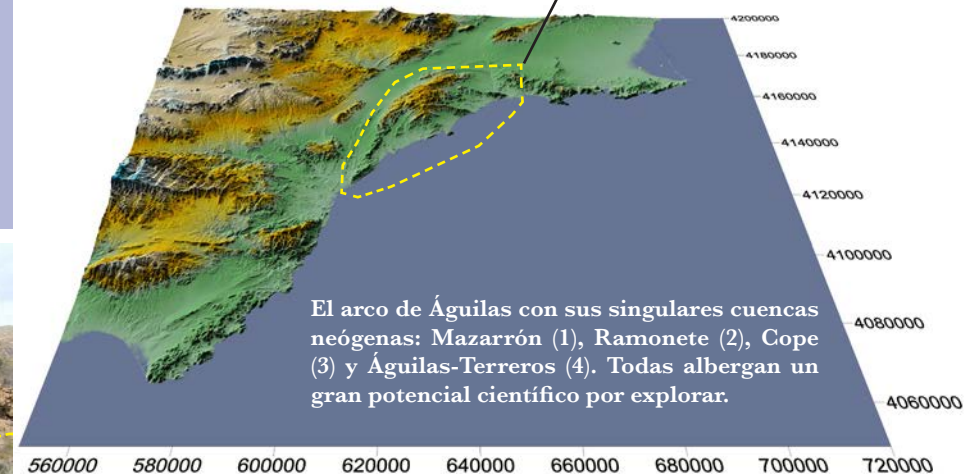 4200000
4180000
4160000
4140000
4120000
4100000
4080000
4060000
El arco de Águilas con sus singulares cuencas
neógenas: Mazarrón (1), Ramonete (2), Cope
(3) y Águilas-Terreros (4). Todas albergan un
gran potencial científico por explorar.
560000 580000 600000 620000 640000 660000 680000 700000 720000